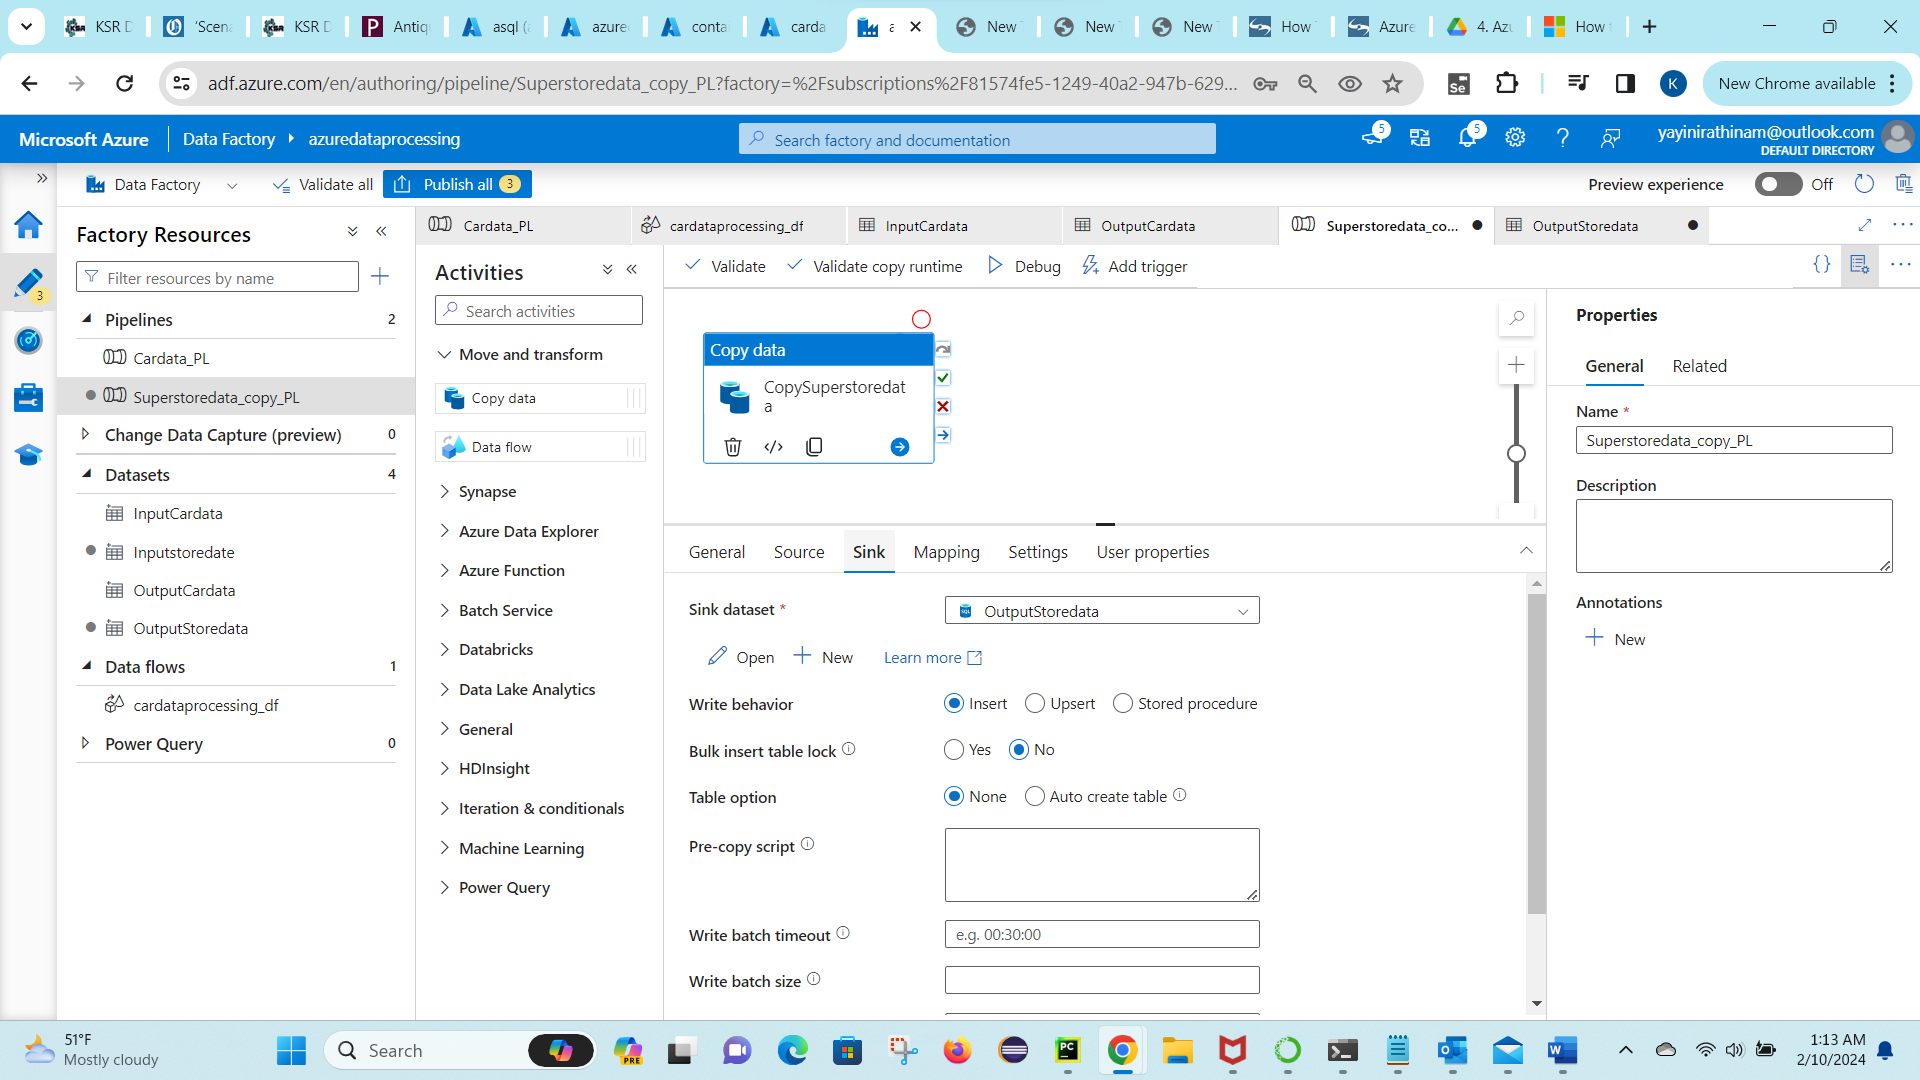 KSR D
'Scena
KSR D
Antiq
asql (a
azure
conta
carda
a
New
New
New
How
Azure
4. Azu
How t
adf.azure.com/en/authoring/pipeline/Superstoredata_copy_PL?factory=%2Fsubscriptions%2F81574fe5-1249-40a2-947b-629...
Se
K
New Chrome available
Microsoft Azure
Data Factory
azuredataprocessing
Search factory and documentation
5
5
yayinirathinam@outlook.com
DEFAULT DIRECTORY
Data Factory
Validate all
Publish all 3
Preview experience
Off
3
Factory Resources
Filter resources by name
Pipelines 2
Cardata_PL
Superstoredata_copy_PL
Change Data Capture (preview) 0
Datasets 4
InputCardata
Inputstoredate
OutputCardata
OutputStoredata
Data flows 1
cardataprocessing_df
Power Query 0
Cardata_PL
cardataprocessing_df
InputCardata
OutputCardata
Superstoredata_co...
OutputStoredata
Activities
Search activities
Move and transform
Copy data
Data flow
Synapse
Azure Data Explorer
Azure Function
Batch Service
Databricks
Data Lake Analytics
General
HDInsight
Iteration & conditionals
Machine Learning
Power Query
Validate
Validate copy runtime
Debug
Add trigger
Copy data
CopySuperstoredat
a
General
Source
Sink
Mapping
Settings
User properties
Sink dataset *
OutputStoredata
Open
New
Learn more
Write behavior
Insert
Upsert
Stored procedure
Bulk insert table lock
Yes
No
Table option
None
Auto create table
Pre-copy script
Write batch timeout
e.g. 00:30:00
Write batch size
Properties
General
Related
Name *
Superstoredata_copy_PL
Description
Annotations
New
51°F
Mostly cloudy
Search
PRE
PC
1:13 AM
2/10/2024